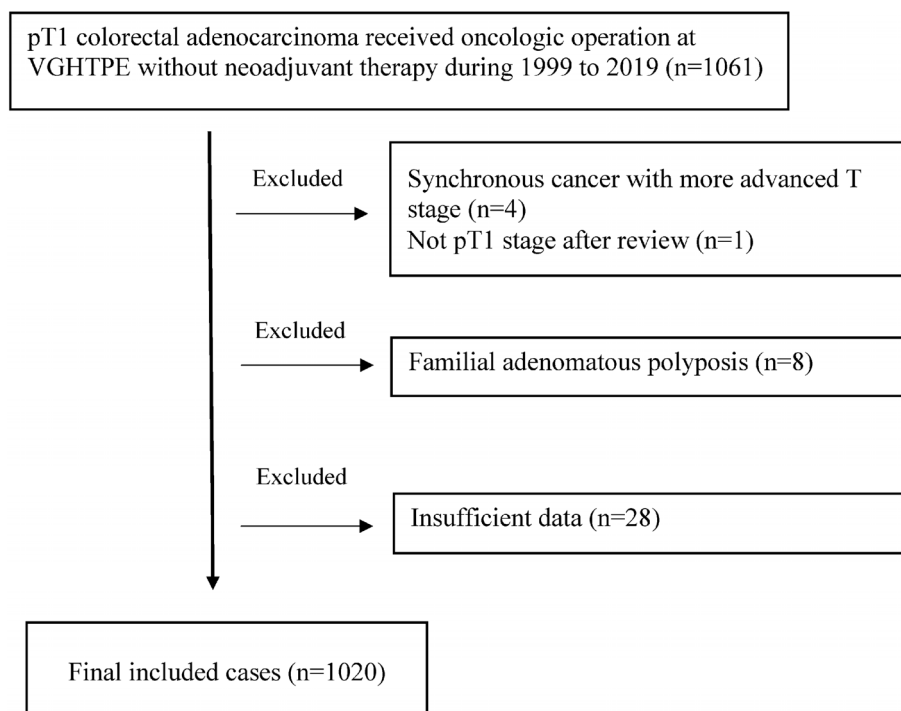 pT1 colorectal adenocarcinoma received oncologic operation at
VGHTPE without neoadjuvant therapy during 1999 to 2019 (n=1061)
Excluded
Synchronous cancer with more advanced T
stage (n=4)
Not pT1 stage after review (n=1)
Excluded
Familial adenomatous polyposis (n=8)
Excluded
Insufficient data (n=28)
Final included cases (n=1020)